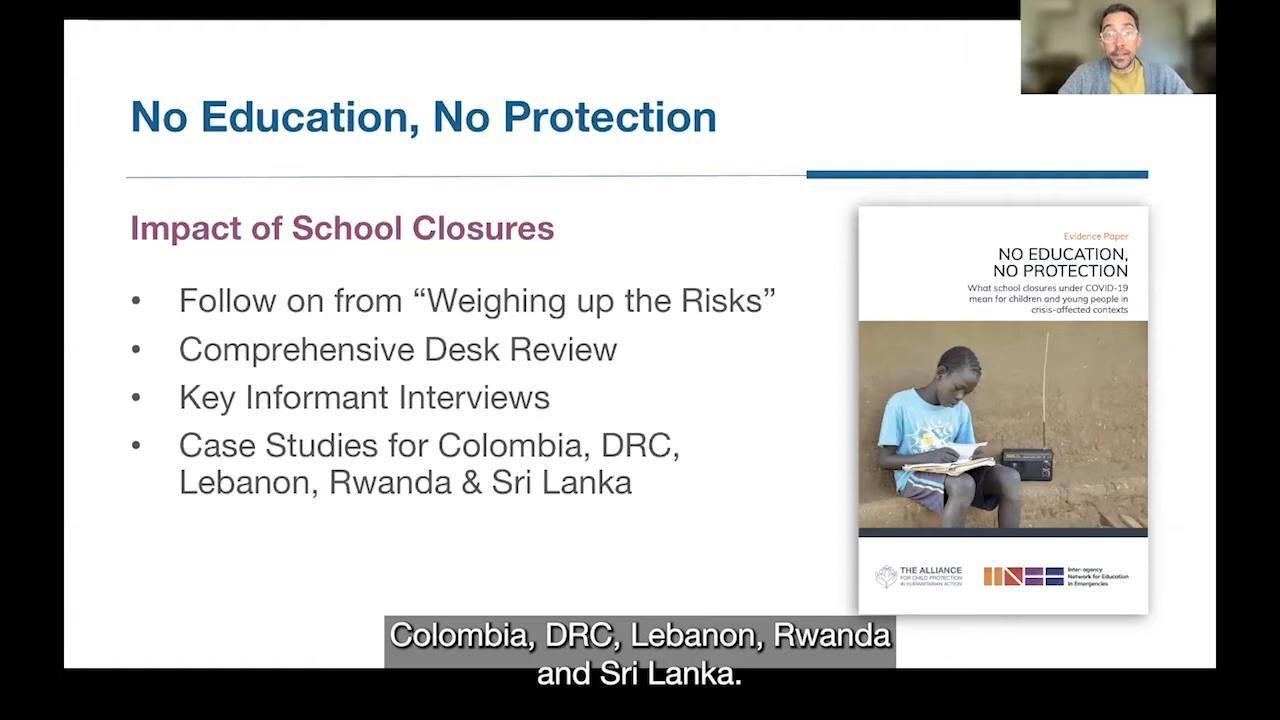 No Education, No Protection
Impact of School Closures
• Follow on from “Weighing up the Risks”
• Comprehensive Desk Review
• Key Informant Interviews
• Case Studies for Colombia, DRC,
Lebanon, Rwanda & Sri Lanka
Evidence Paper
NO EDUCATION,
NO PROTECTION
What school closures under COVID-19
mean for children and young people in
crisis-affected contexts
THE ALLIANCE
FOR CHILD PROTECTION
IN HUMANITARIAN ACTION
INEE
Inter-agency
Network for Education
in Emergencies
Colombia, DRC, Lebanon, Rwanda
and Sri Lanka.